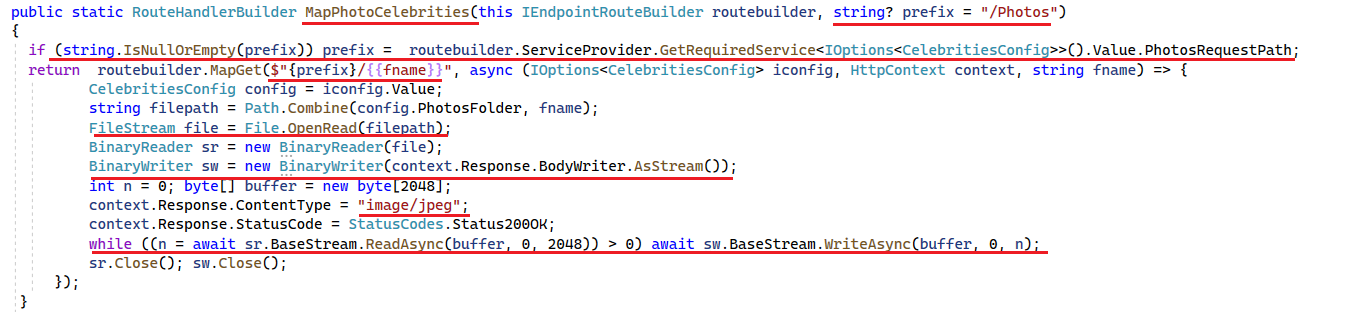 public static RouteHandlerBuilder MapPhotoCelebrities(this IEndpointRouteBuilder routebuilder, string? prefix = "/Photos")
{
if (string.IsNullOrEmpty(prefix)) prefix = routebuilder.ServiceProvider.GetRequiredService<IOptions<CelebritiesConfig>>().Value.PhotosRequestPath;
return routebuilder.MapGet($"{prefix}/{{fname}}", async (IOptions<CelebritiesConfig> iconfig, HttpContext context, string fname) => {
CelebritiesConfig config = iconfig.Value;
string filepath = Path.Combine(config.PhotosFolder, fname);
FileStream file = File.OpenRead(filepath);
BinaryReader sr = new BinaryReader(file);
BinaryWriter sw = new BinaryWriter(context.Response.BodyWriter.AsStream());
int n = 0; byte[] buffer = new byte[2048];
context.Response.ContentType = "image/jpeg";
context.Response.StatusCode = StatusCodes.Status200OK;
while ((n = await sr.BaseStream.ReadAsync(buffer, 0, 2048)) > 0) await sw.BaseStream.WriteAsync(buffer, 0, n);
sr.Close(); sw.Close();
});
}